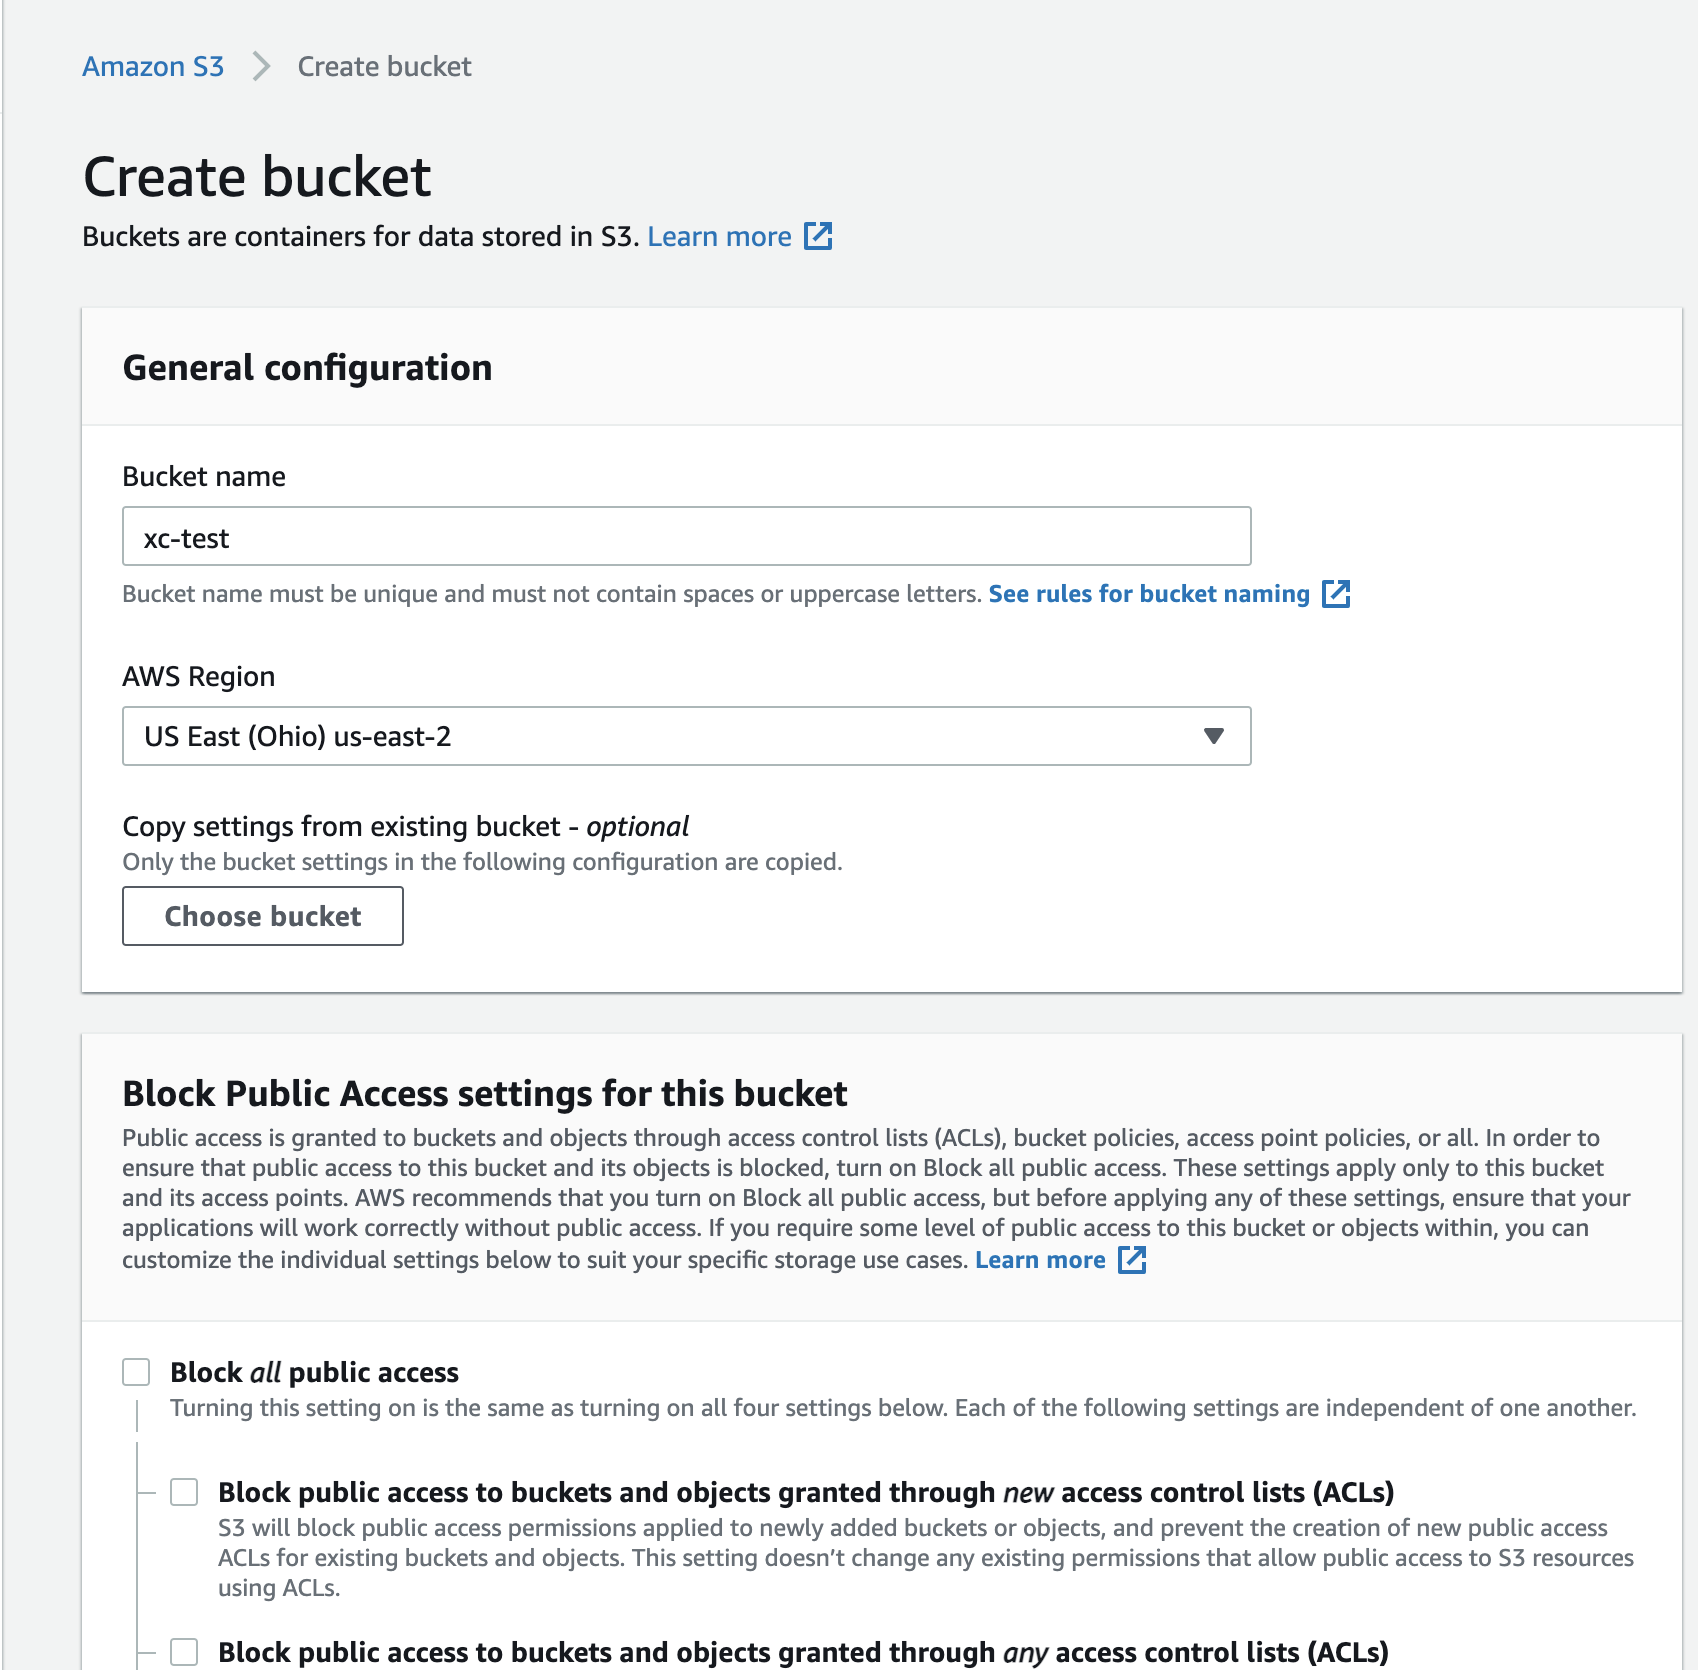 Amazon S3 Create bucket
Create bucket
Buckets are containers for data stored in S3. Learn more
General configuration
Bucket name
xc-test
Bucket name must be unique and must not contain spaces or uppercase letters. See rules for bucket naming
AWS Region
US East (Ohio) us-east-2
Copy settings from existing bucket - optional
Only the bucket settings in the following configuration are copied.
Choose bucket
Block Public Access settings for this bucket
Public access is granted to buckets and objects through access control lists (ACLs), bucket policies, access point policies, or all. In order to
ensure that public access to this bucket and its objects is blocked, turn on Block all public access. These settings apply only to this bucket
and its access points. AWS recommends that you turn on Block all public access, but before applying any of these settings, ensure that your
applications will work correctly without public access. If you require some level of public access to this bucket or objects within, you can
customize the individual settings below to suit your specific storage use cases. Learn more
Block all public access
Turning this setting on is the same as turning on all four settings below. Each of the following settings are independent of one another.
Block public access to buckets and objects granted through new access control lists (ACLs)
S3 will block public access permissions applied to newly added buckets or objects, and prevent the creation of new public access
ACLs for existing buckets and objects. This setting doesn’t change any existing permissions that allow public access to S3 resources
using ACLs.
Block public access to buckets and objects granted through any access control lists (ACLs)